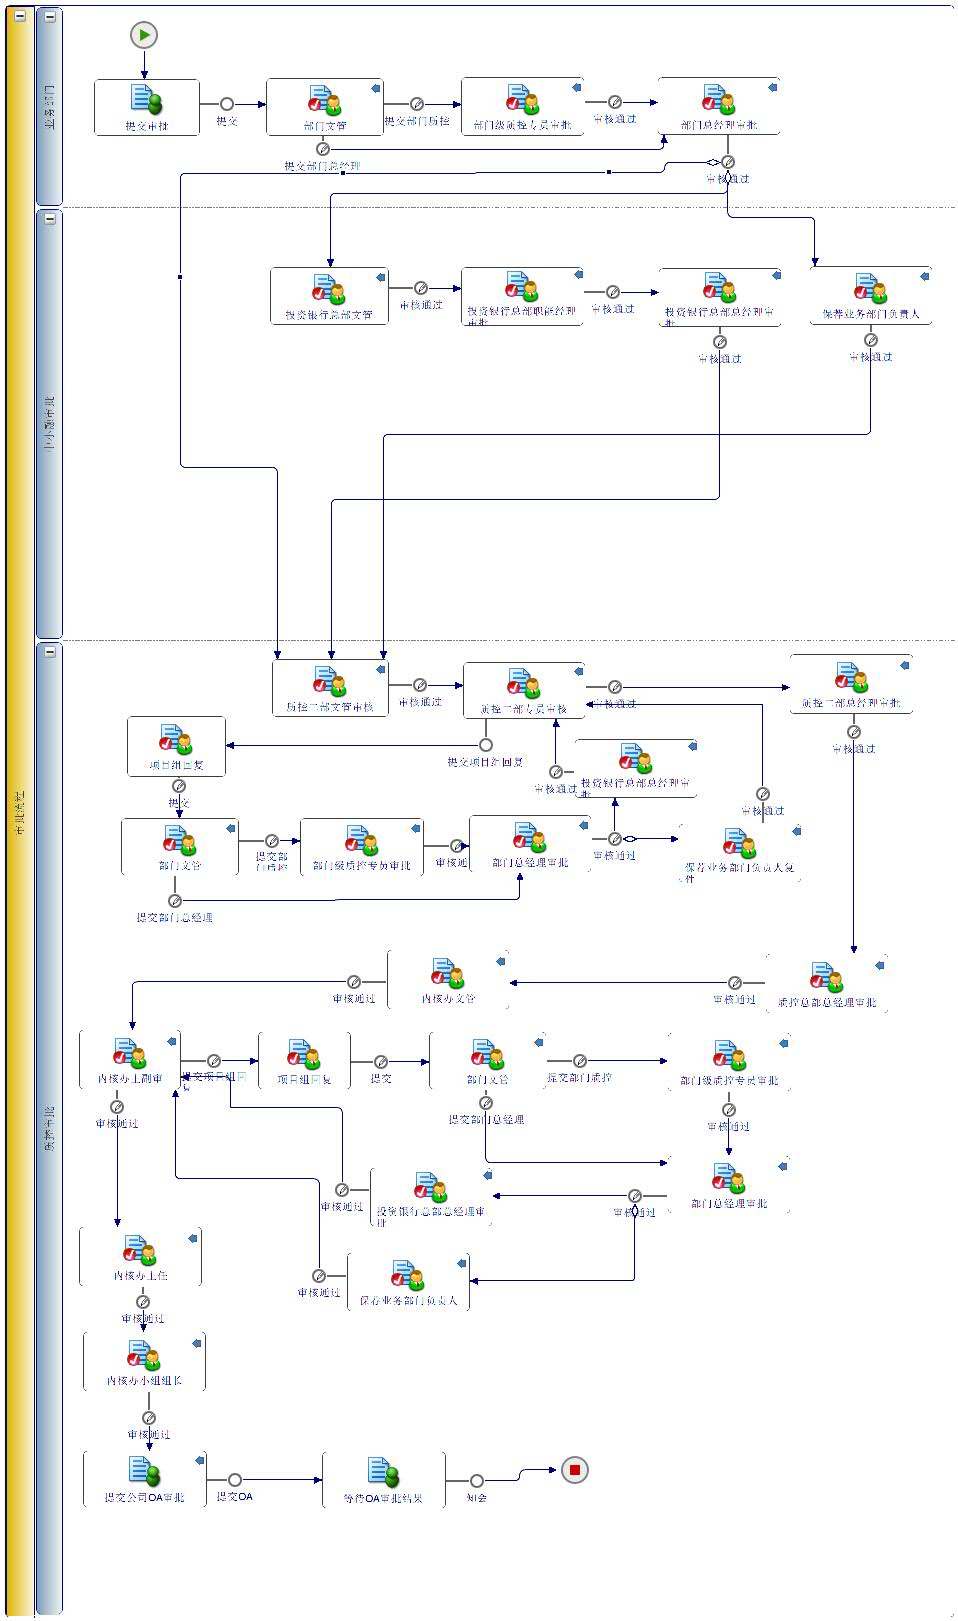 业务部门
提交审批
提交
部门文管
提交部门质控
部门级质控专员审批
审核通过
部门总经理审批
提交部门总经理
审核通过
投资银行总部文管
审核通过
投资银行总部职能经理
审批
审核通过
投资银行总部总经理审
批
保荐业务部门负责人
审核通过
审核通过
审批流程
质控二部文管审核
审核通过
质控二部专员审核
审核通过
质控二部总经理审批
审核通过
项目组回复
提交项目组回复
提交
审核通过
投资银行总部总经理审
批
审核通过
部门文管
提交部
门质控
部门级质控专员审批
审核通
部门总经理审批
审核通过
保荐业务部门负责人复
件
提交部门总经理
审核通过
内核办文管
审核通过
质控总部总经理审批
质控审批
内核办主副审
提交项目组回
复
项目组回复
提交
部门文管
提交部门质控
部门级质控专员审批
审核通过
提交部门总经理
审核通过
审核通过
投资银行总部总经理审
批
审核通过
部门总经理审批
内核办主任
审核通过
保荐业务部门负责人
审核通过
内核办小组组长
审核通过
提交公司OA审批
提交OA
等待OA审批结果
知会